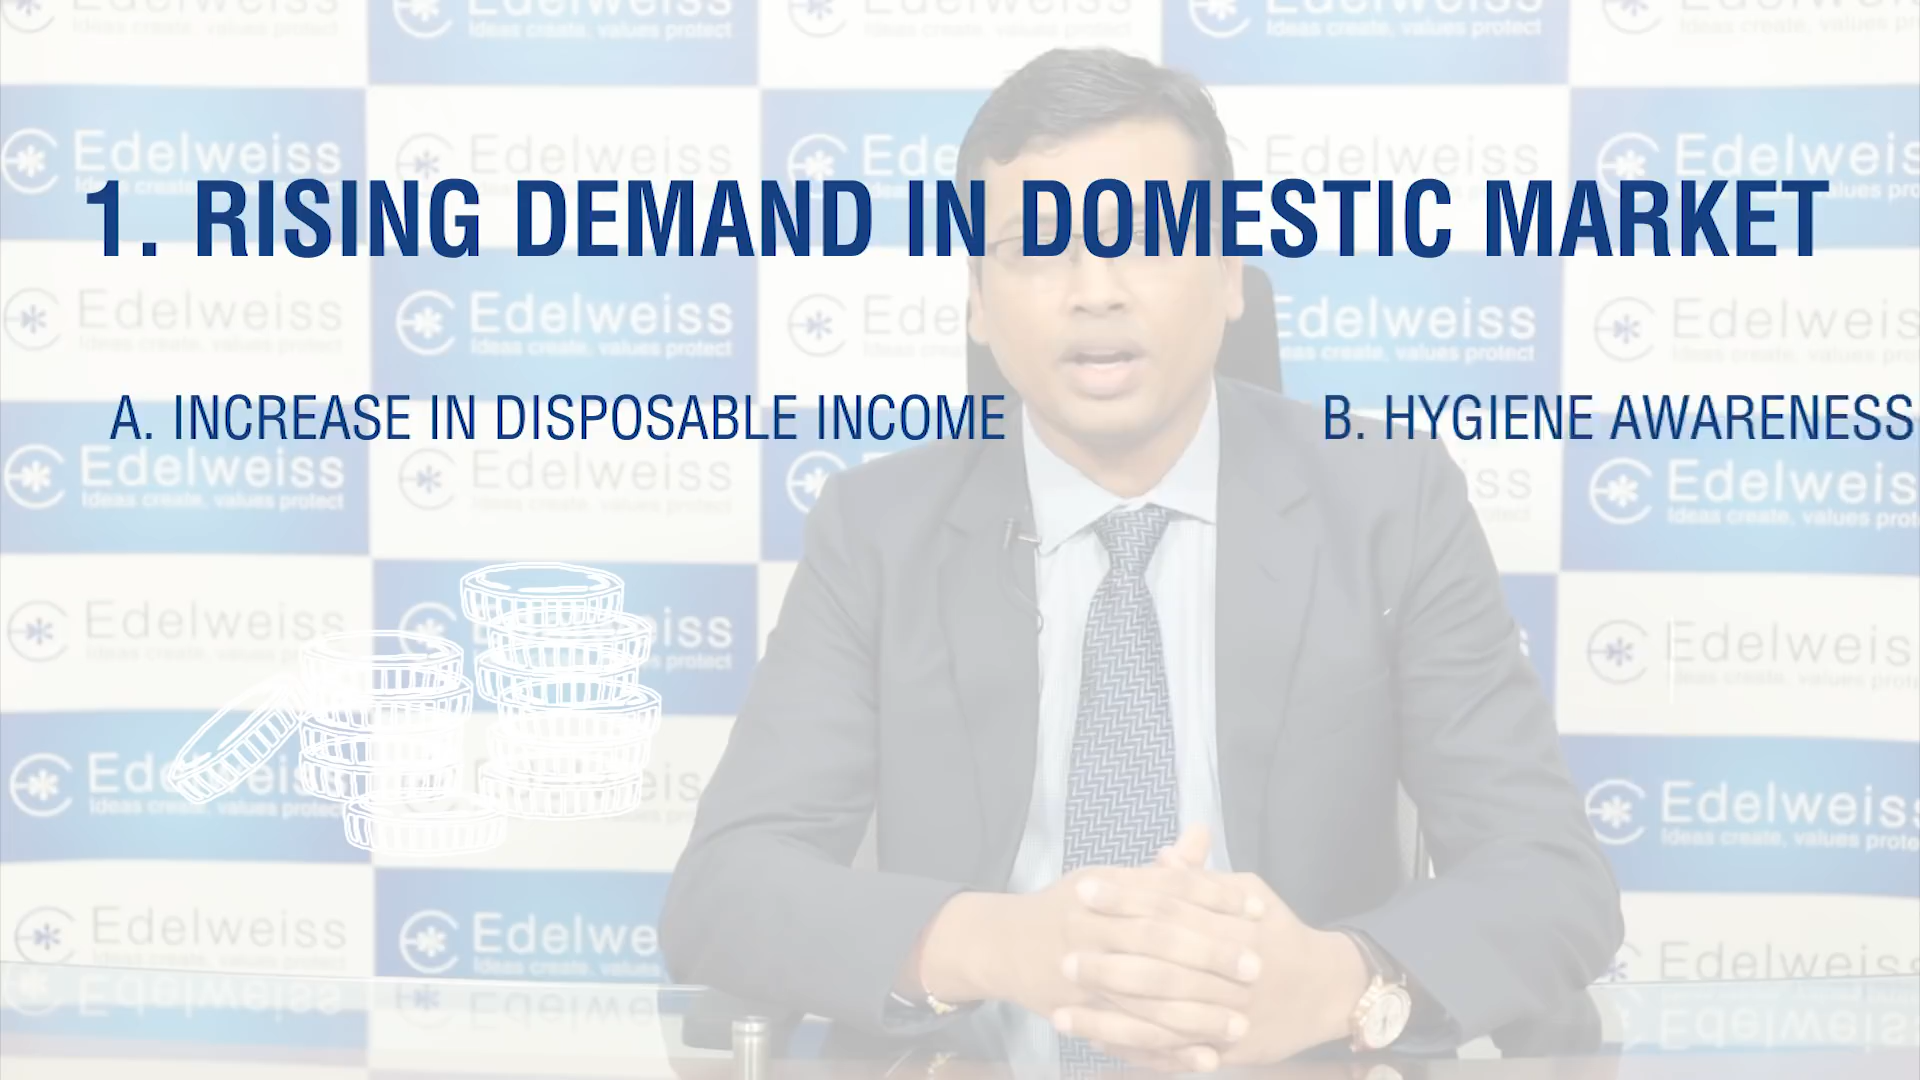 1. RISING DEMAND IN DOMESTIC MARKET
A. INCREASE IN DISPOSABLE INCOME
B. HYGIENE AWARENESS
Edelweiss
Ideas create, values protect